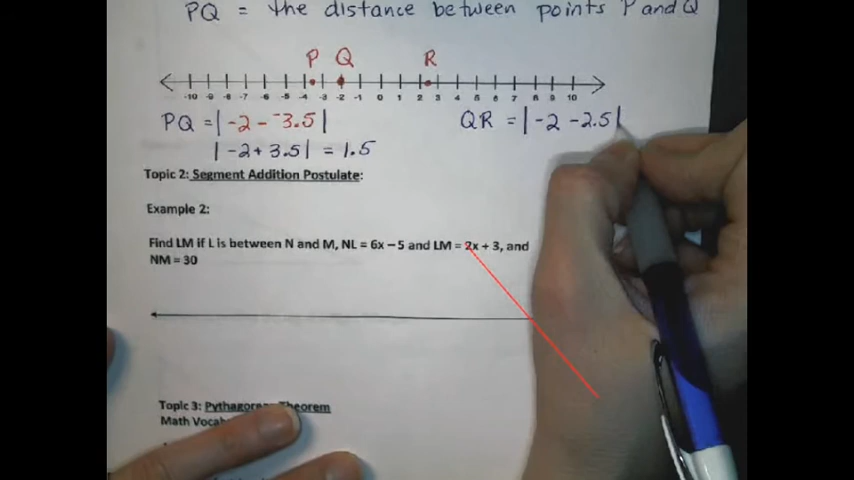 PQ = the distance between points P and Q
P Q R
-10 -9 -8 -7 -6 -5 -4 -3 -2 -1 0 1 2 3 4 5 6 7 8 9 10
PQ = |-2 - -3.5| QR = |-2 -2.5|
|-2 + 3.5| = 1.5
Topic 2: Segment Addition Postulate:
Example 2:
Find LM if L is between N and M, NL = 6x – 5 and LM = 2x + 3, and
NM = 30
Topic 3: Pythagorean Theorem
Math Vocab